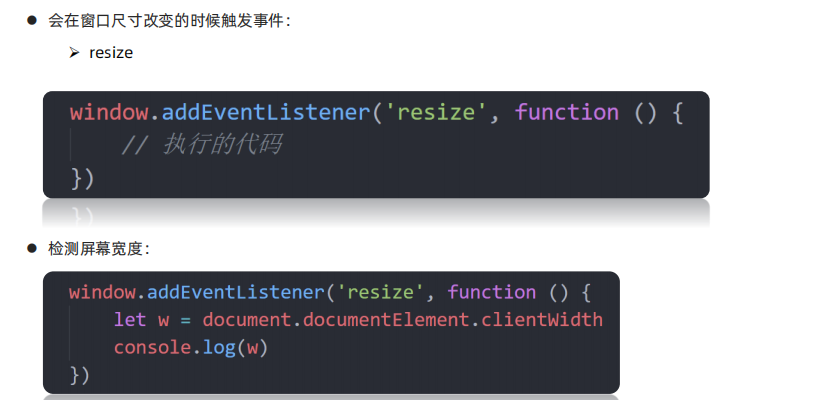 ● 会在窗口尺寸改变的时候触发事件：
➢ resize
window.addEventListener('resize', function () {
    // 执行的代码
})
● 检测屏幕宽度：
window.addEventListener('resize', function () {
    let w = document.documentElement.clientWidth
    console.log(w)
})